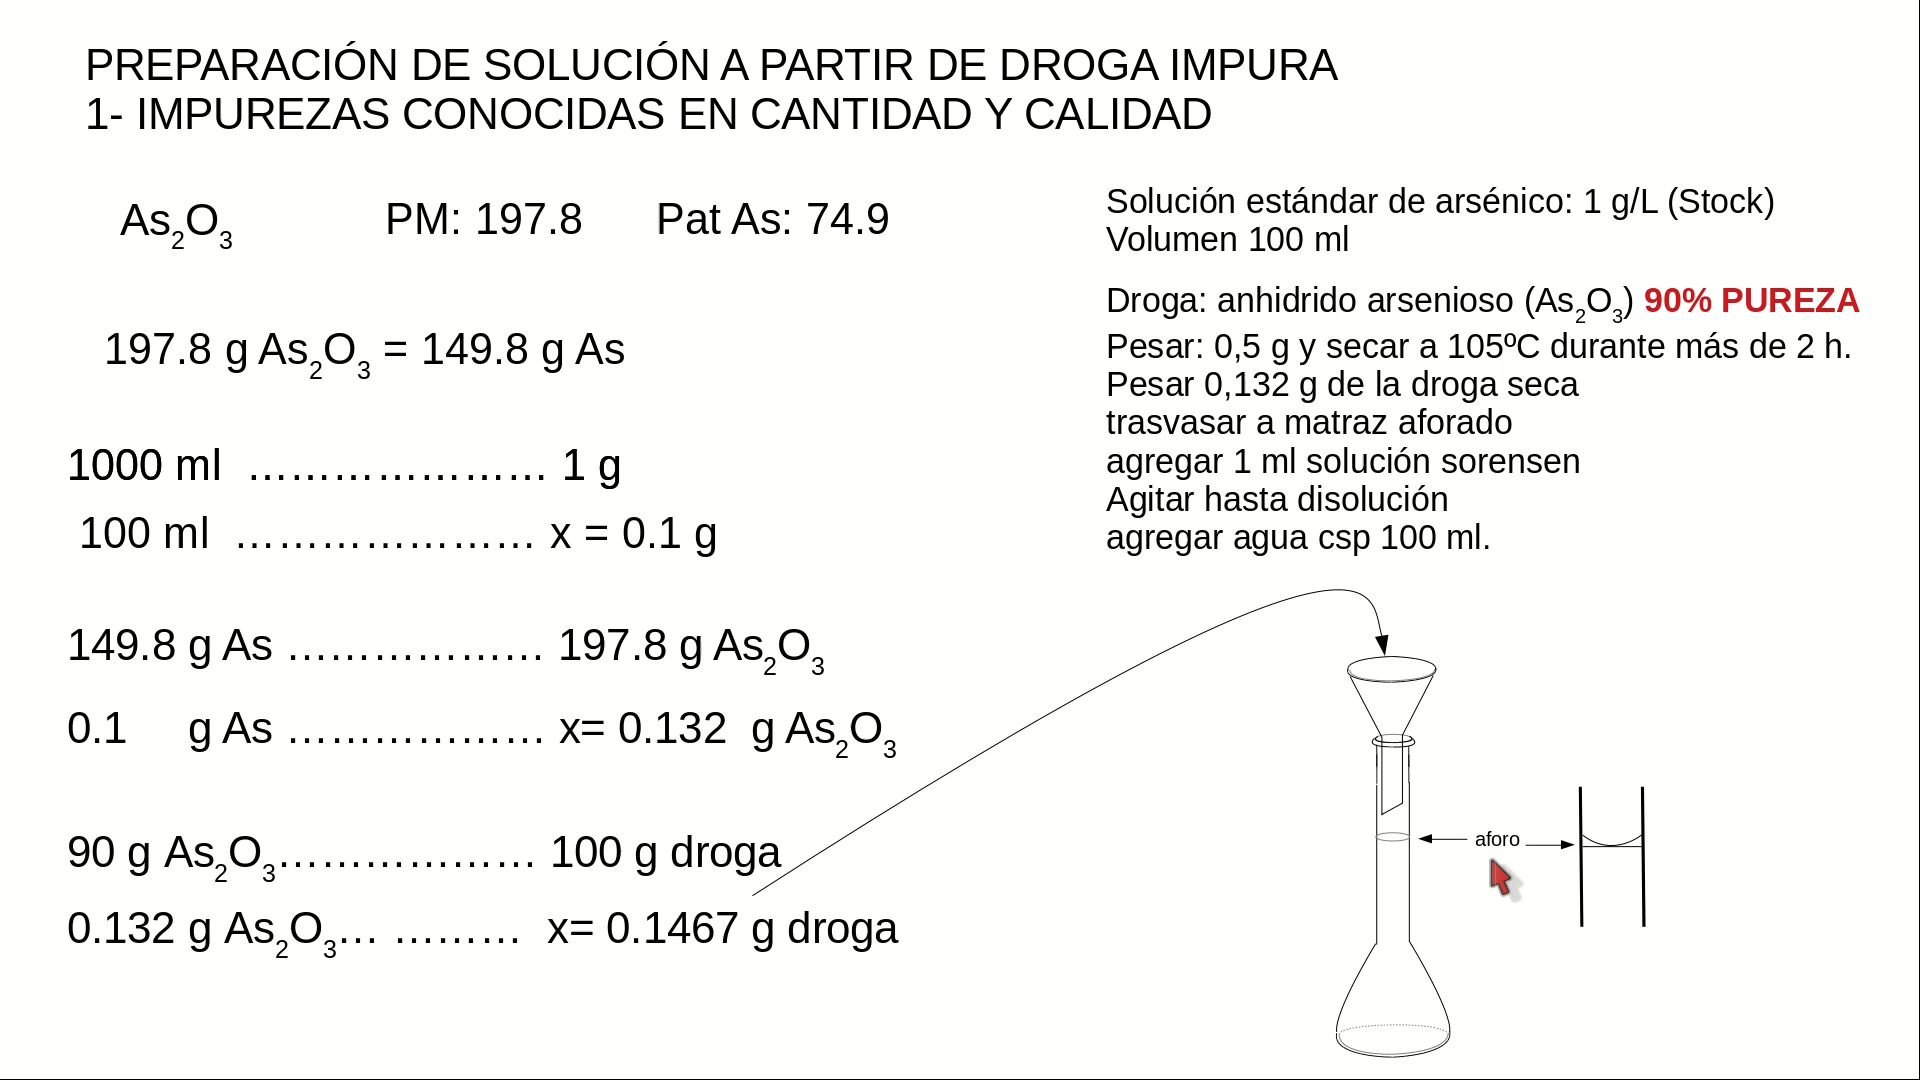 PREPARACIÓN DE SOLUCIÓN A PARTIR DE DROGA IMPURA
1- IMPUREZAS CONOCIDAS EN CANTIDAD Y CALIDAD
As₂O₃ PM: 197.8 Pat As: 74.9
197.8 g As₂O₃ = 149.8 g As
1000 ml ………………… 1 g
100 ml ………………… x = 0.1 g
149.8 g As ……………… 197.8 g As₂O₃
0.1 g As ……………… x= 0.132 g As₂O₃
90 g As₂O₃……………… 100 g droga
0.132 g As₂O₃… ……… x= 0.1467 g droga
Solución estándar de arsénico: 1 g/L (Stock)
Volumen 100 ml
Droga: anhidrido arsenioso (As₂O₃) 90% PUREZA
Pesar: 0,5 g y secar a 105ºC durante más de 2 h.
Pesar 0,132 g de la droga seca
trasvasar a matraz aforado
agregar 1 ml solución sorensen
Agitar hasta disolución
agregar agua csp 100 ml.
aforo